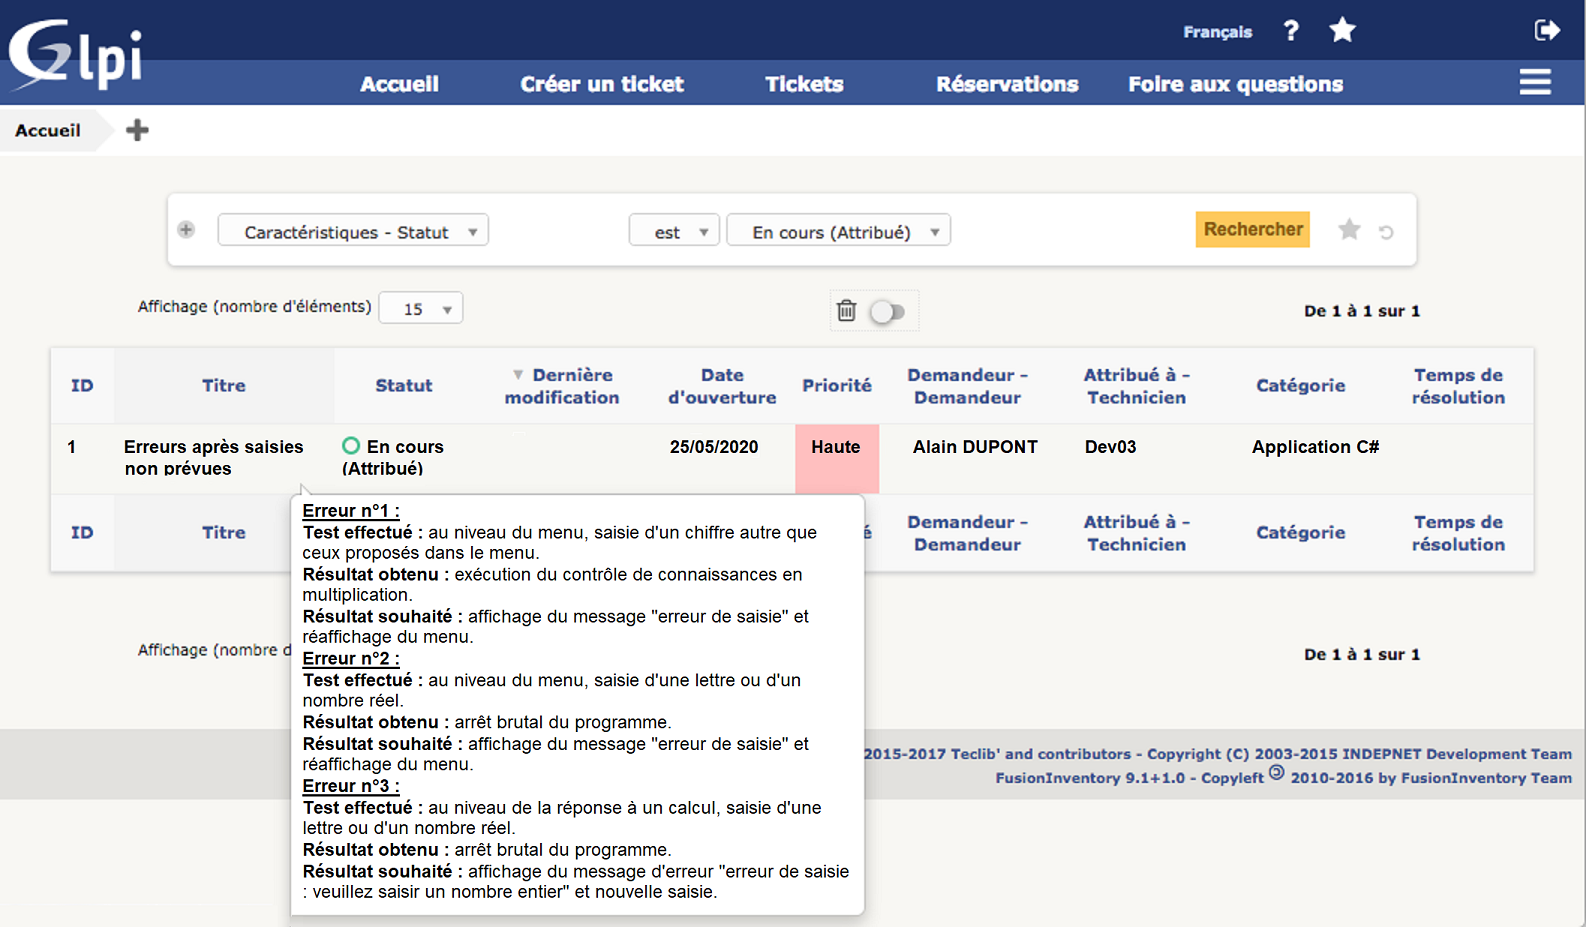 Glpi
Français ?
Accueil Créer un ticket Tickets Réservations Foire aux questions
Accueil
Caractéristiques - Statut est En cours (Attribué) Rechercher
Affichage (nombre d'éléments) 15 De 1 à 1 sur 1
ID Titre Statut Dernière modification Date d'ouverture Priorité Demandeur - Demandeur Attribué à - Technicien Catégorie Temps de résolution
1 Erreurs après saisies non prévues En cours (Attribué) 25/05/2020 Haute Alain DUPONT Dev03 Application C#
ID Titre é Demandeur - Demandeur Attribué à - Technicien Catégorie Temps de résolution
Erreur n°1 :
Test effectué : au niveau du menu, saisie d'un chiffre autre que
ceux proposés dans le menu.
Résultat obtenu : exécution du contrôle de connaissances en
multiplication.
Résultat souhaité : affichage du message "erreur de saisie" et
réaffichage du menu.
Erreur n°2 :
Test effectué : au niveau du menu, saisie d'une lettre ou d'un
nombre réel.
Résultat obtenu : arrêt brutal du programme.
Résultat souhaité : affichage du message "erreur de saisie" et
réaffichage du menu.
Erreur n°3 :
Test effectué : au niveau de la réponse à un calcul, saisie d'une
lettre ou d'un nombre réel.
Résultat obtenu : arrêt brutal du programme.
Résultat souhaité : affichage du message d'erreur "erreur de saisie
: veuillez saisir un nombre entier" et nouvelle saisie.
Affichage (nombre d De 1 à 1 sur 1
2015-2017 Teclib' and contributors - Copyright (C) 2003-2015 INDEPNET Development Team
FusionInventory 9.1+1.0 - Copyleft 2010-2016 by FusionInventory Team